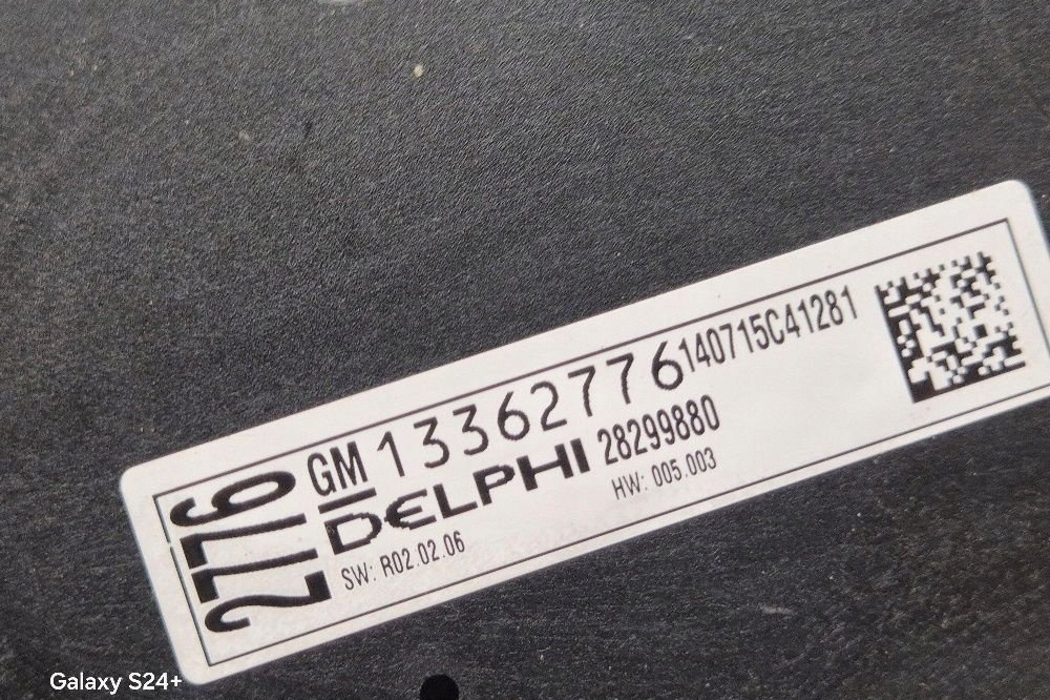 2776
GM 13362776 140715C41281
DELPHI 28299880
SW: R02.02.06 HW: 005.003
Galaxy S24+